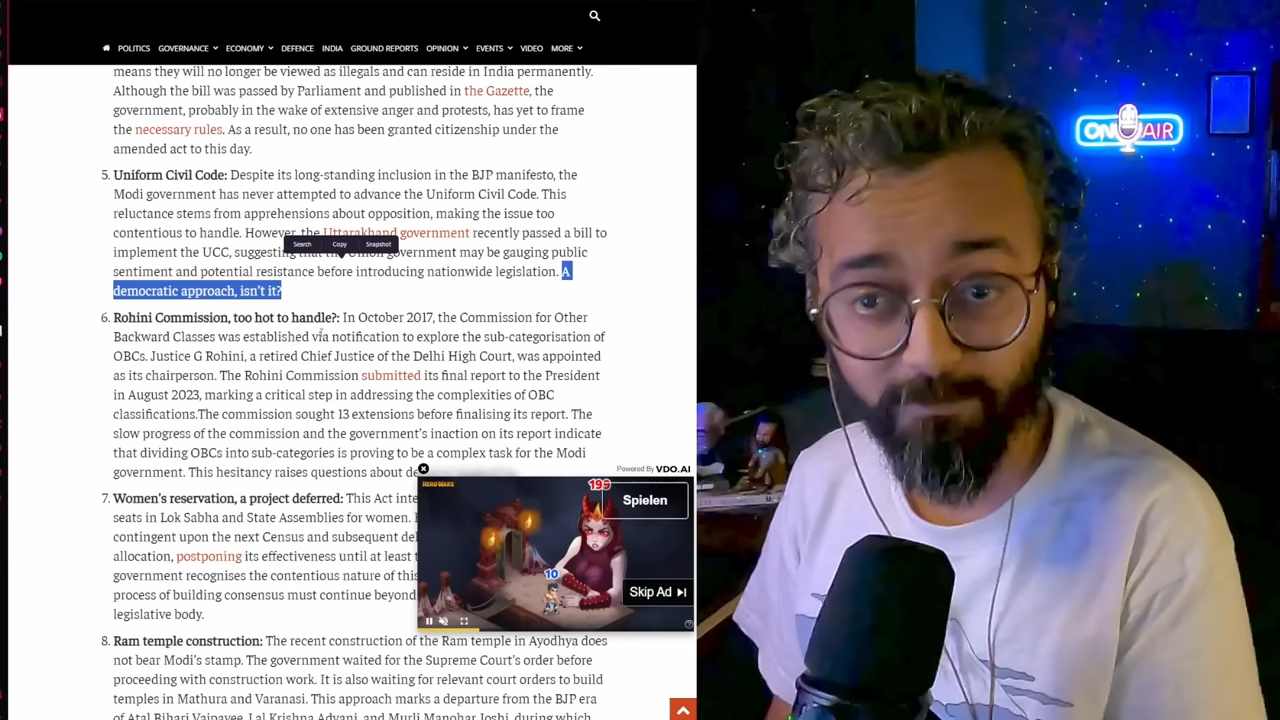 POLITICS GOVERNANCE ECONOMY DEFENCE INDIA GROUND REPORTS OPINION EVENTS VIDEO MORE
means they will no longer be viewed as illegals and can reside in India permanently.
Although the bill was passed by Parliament and published in the Gazette, the
government, probably in the wake of extensive anger and protests, has yet to frame
the necessary rules. As a result, no one has been granted citizenship under the
amended act to this day.
5. Uniform Civil Code: Despite its long-standing inclusion in the BJP manifesto, the
Modi government has never attempted to advance the Uniform Civil Code. This
reluctance stems from apprehensions about opposition, making the issue too
contentious to handle. However, the Uttarakhand government recently passed a bill to
Search Copy Snapshot
implement the UCC, suggesting that the Union government may be gauging public
sentiment and potential resistance before introducing nationwide legislation. A
democratic approach, isn't it?
6. Rohini Commission, too hot to handle?: In October 2017, the Commission for Other
Backward Classes was established via notification to explore the sub-categorisation of
OBCs. Justice G Rohini, a retired Chief Justice of the Delhi High Court, was appointed
as its chairperson. The Rohini Commission submitted its final report to the President
in August 2023, marking a critical step in addressing the complexities of OBC
classifications.The commission sought 13 extensions before finalising its report. The
slow progress of the commission and the government's inaction on its report indicate
that dividing OBCs into sub-categories is proving to be a complex task for the Modi
government. This hesitancy raises questions about
Powered By VDO.AI
7. Women's reservation, a project deferred: This Act
seats in Lok Sabha and State Assemblies for women.
contingent upon the next Census and subsequent
allocation, postponing its effectiveness until at least
government recognises the contentious nature of this
process of building consensus must continue beyond
legislative body.
HERO WARS
199
Spielen
10
Skip Ad
8. Ram temple construction: The recent construction of the Ram temple in Ayodhya does
not bear Modi's stamp. The government waited for the Supreme Court's order before
proceeding with construction work. It is also waiting for relevant court orders to build
temples in Mathura and Varanasi. This approach marks a departure from the BJP era
of Atal Bihari Vajpayee, Lal Krishna Advani, and Murli Manohar Joshi, during which
ON AIR